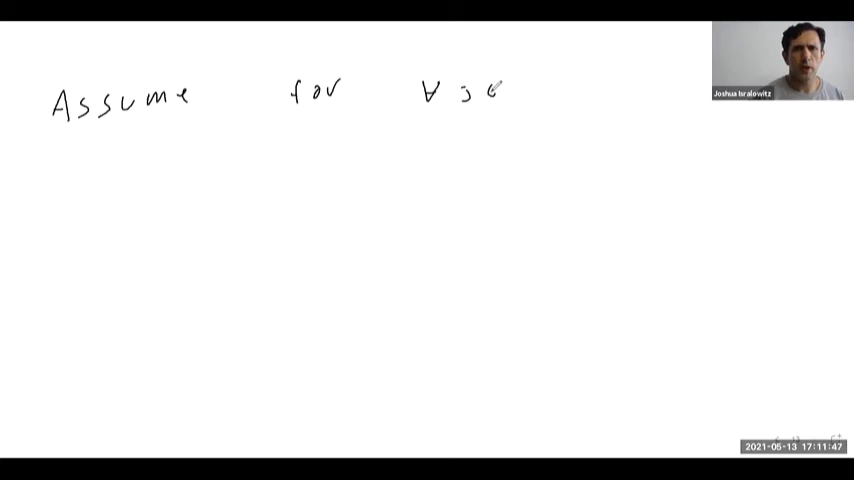 Assume for ∀ j ∈
Joshua Isralowitz
2021-05-13 17:11:47